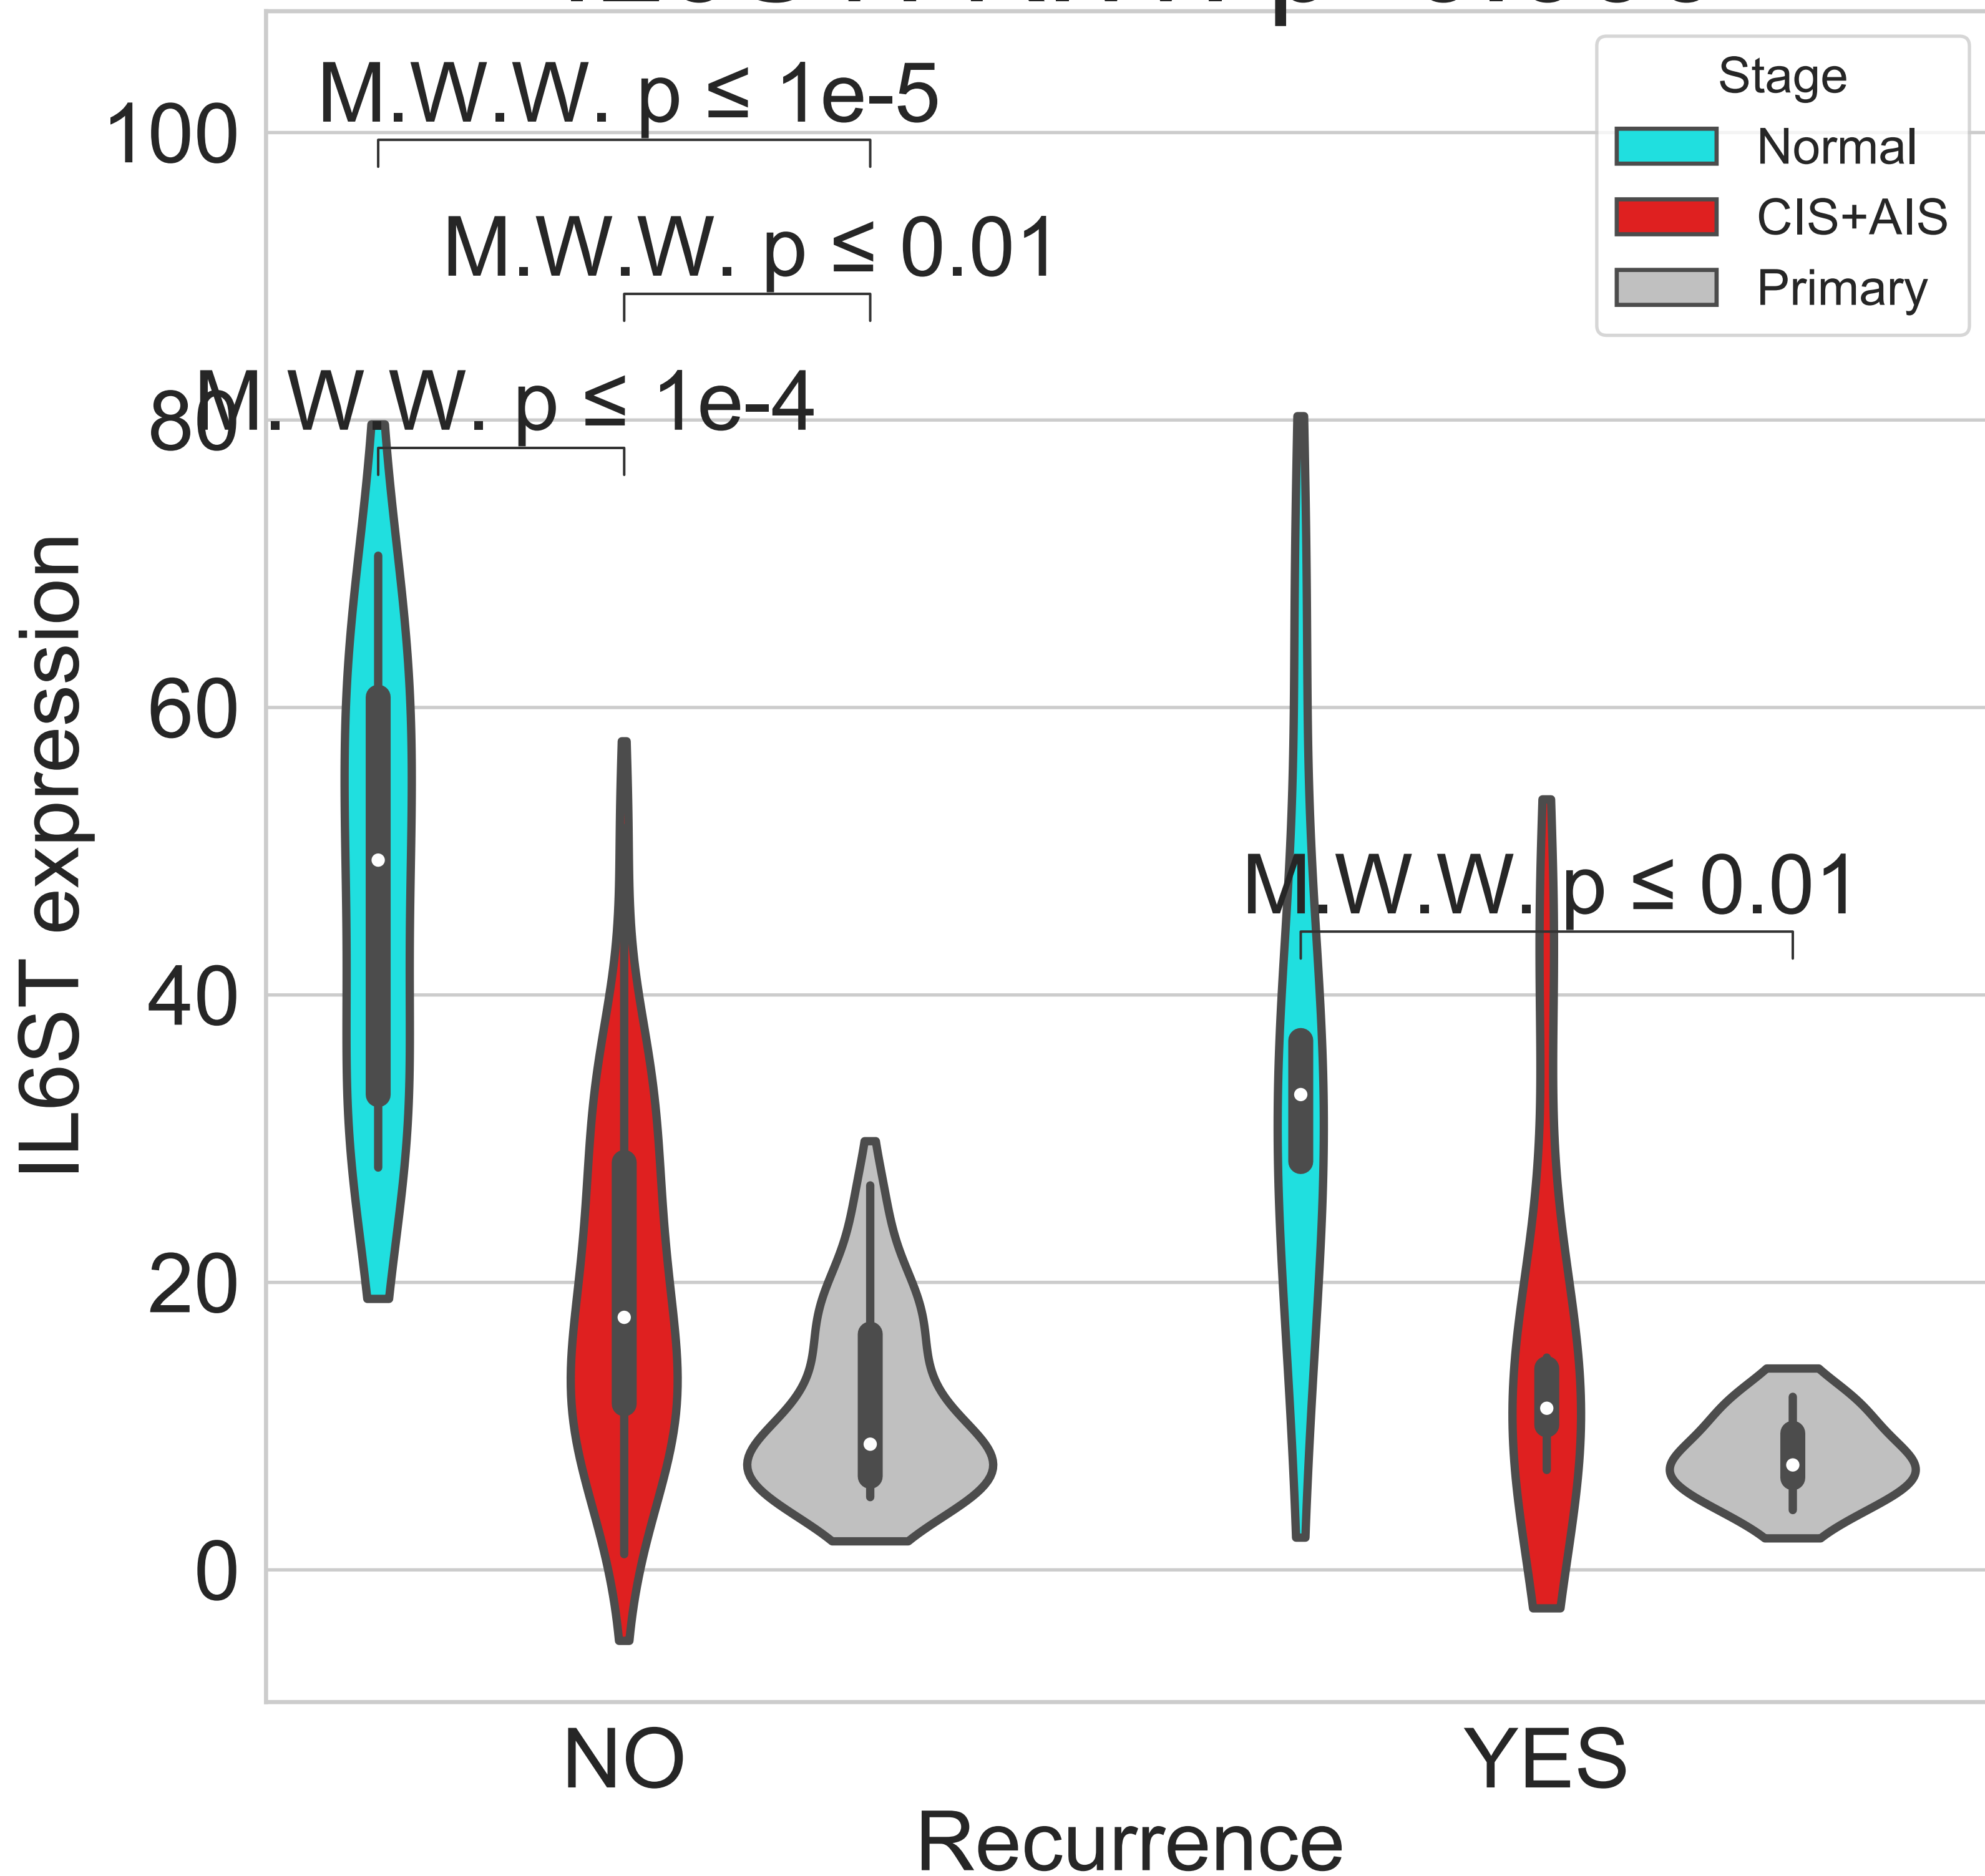 M.W.W. p ≤ 1e-5
M.W.W. p ≤ 0.01
M.W.W. p ≤ 1e-4
M.W.W. p ≤ 0.01
Stage
Normal
CIS+AIS
Primary
100
80
60
40
20
0
IL6ST expression
NO
YES
Recurrence